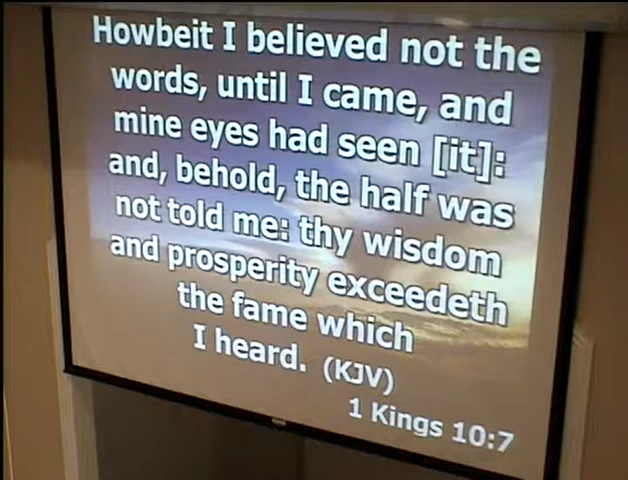 Howbeit I believed not the
words, until I came, and
mine eyes had seen [it]:
and, behold, the half was
not told me: thy wisdom
and prosperity exceedeth
the fame which
I heard. (KJV)
1 Kings 10:7